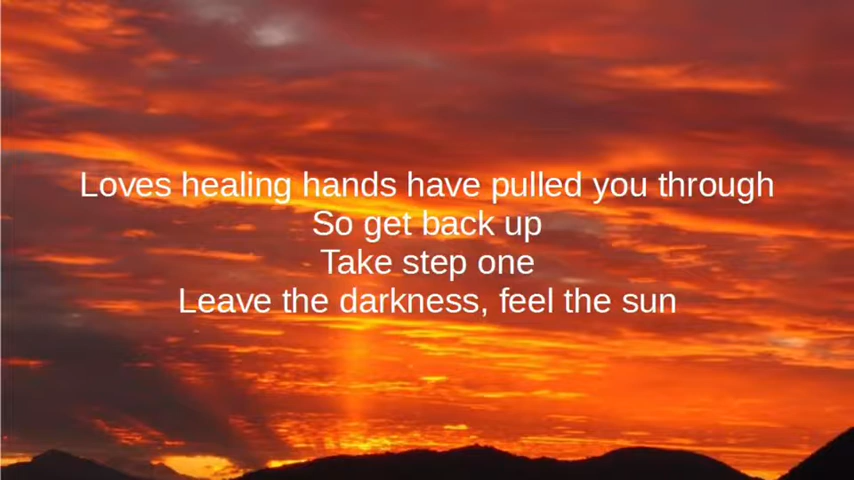 Loves healing hands have pulled you through
So get back up
Take step one
Leave the darkness, feel the sun